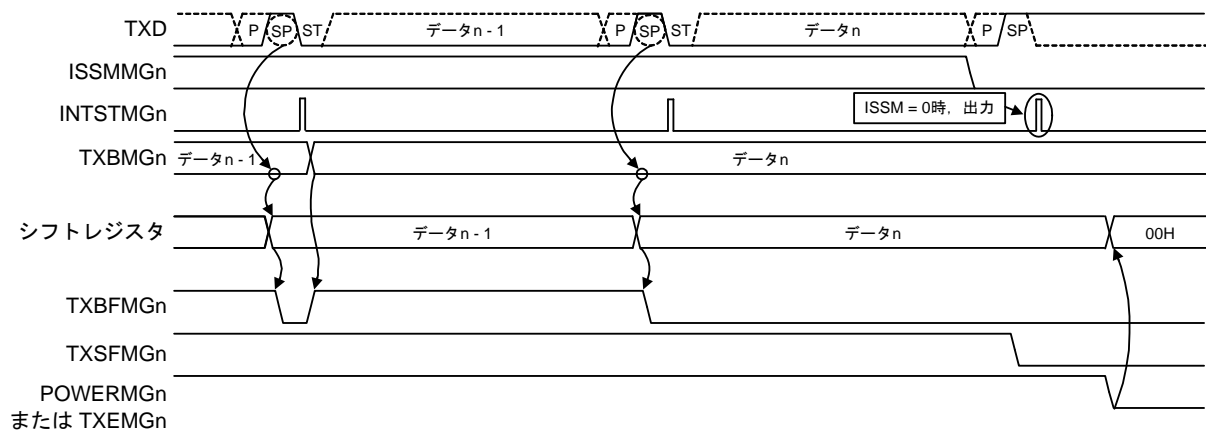 TXD P SP ST データn - 1 P SP ST データn P SP
ISSMMGn
INTSTMGn ISSM = 0時，出力
TXBMGn データn - 1 データn
シフトレジスタ データn - 1 データn 00H
TXBFMGn
TXSFMGn
POWERMGn
または TXEMGn